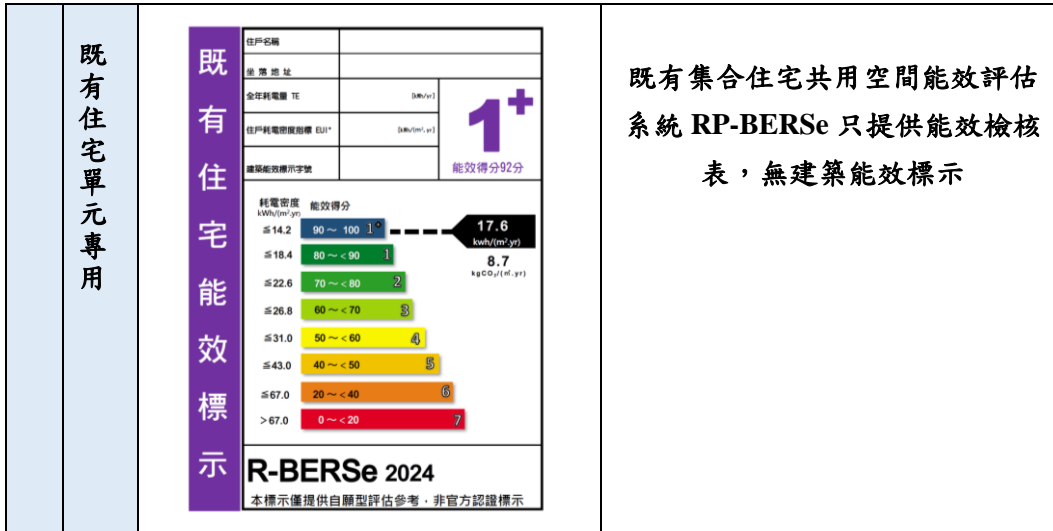 既有住宅單元專用
既有住宅能效標示
住戶名稱
坐落地址
全年耗電量 TE [kWh/yr]
住戶耗電密度指標 EUI* [kWh/(m².yr)]
建築能效標示字號
1+
能效得分92分
耗電密度 能效得分
kWh/(m².yr)
≦14.2 90～100 1+
≦18.4 80～<90 1
≦22.6 70～<80 2
≦26.8 60～<70 3
≦31.0 50～<60 4
≦43.0 40～<50 5
≦67.0 20～<40 6
＞67.0 0～<20 7
17.6
kwh/(m².yr)
8.7
kgCO₂/(㎡.yr)
R-BERSe 2024
本標示僅提供自願型評估參考，非官方認證標示
既有集合住宅共用空間能效評估
系統 RP-BERSe 只提供能效檢核
表，無建築能效標示